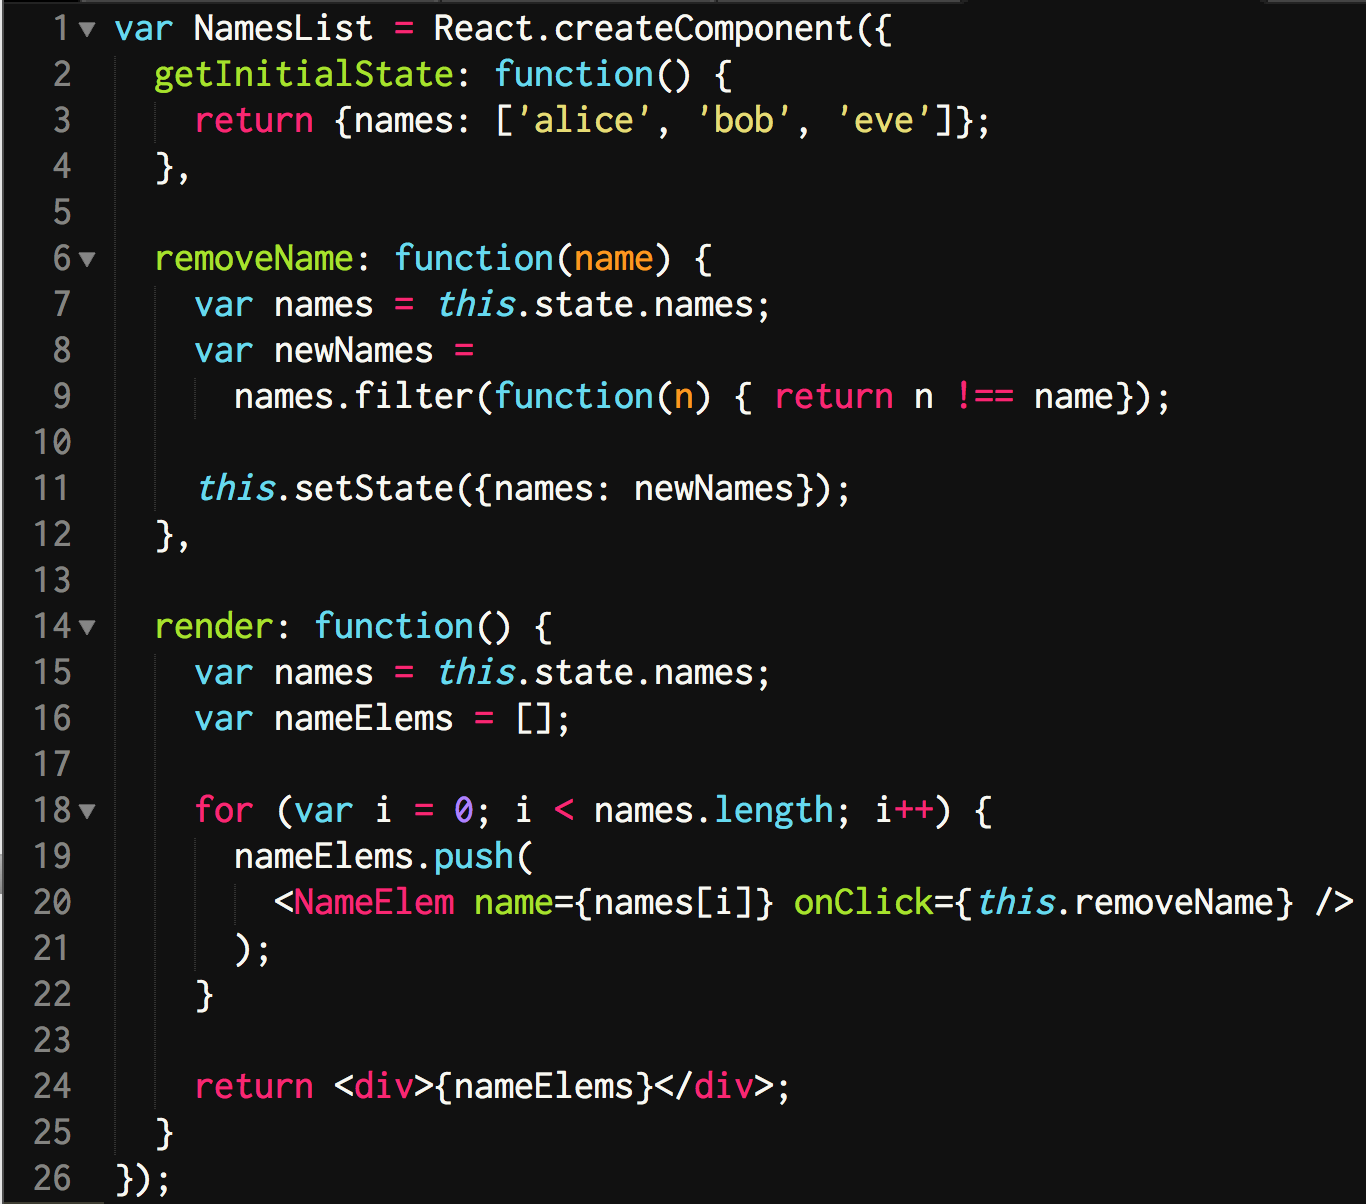 1 var NamesList = React.createComponent({
2 getInitialState: function() {
3 return {names: ['alice', 'bob', 'eve']};
4 },
5
6 removeName: function(name) {
7 var names = this.state.names;
8 var newNames =
9 names.filter(function(n) { return n !== name});
10
11 this.setState({names: newNames});
12 },
13
14 render: function() {
15 var names = this.state.names;
16 var nameElems = [];
17
18 for (var i = 0; i < names.length; i++) {
19 nameElems.push(
20 <NameElem name={names[i]} onClick={this.removeName} />
21 );
22 }
23
24 return <div>{nameElems}</div>;
25 }
26 });